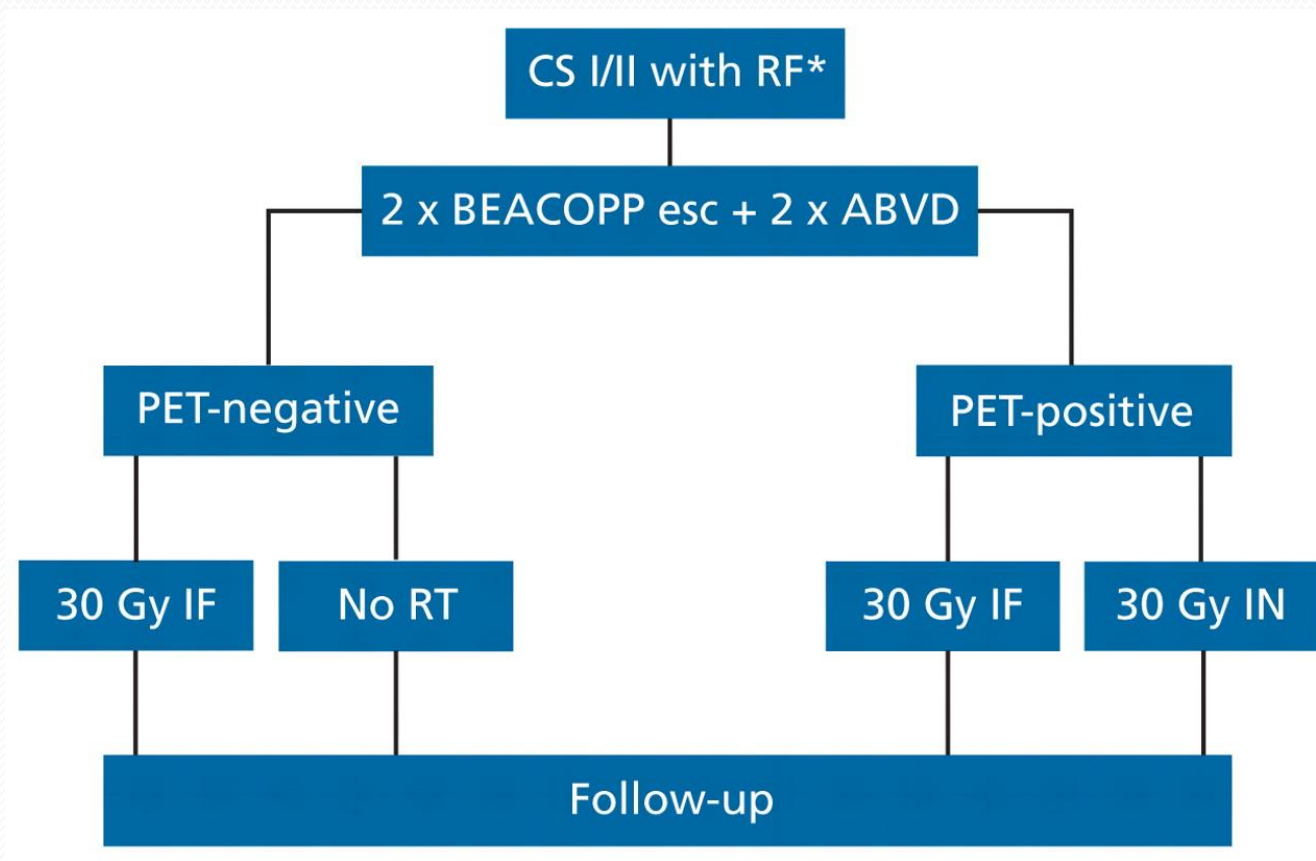 CS I/II with RF*
2 x BEACOPP esc + 2 x ABVD
PET-negative
PET-positive
30 Gy IF
No RT
30 Gy IF
30 Gy IN
Follow-up